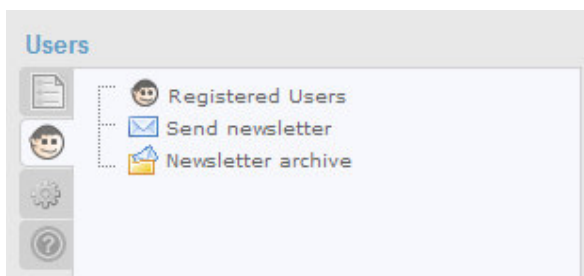 Users
Registered Users
Send newsletter
Newsletter archive